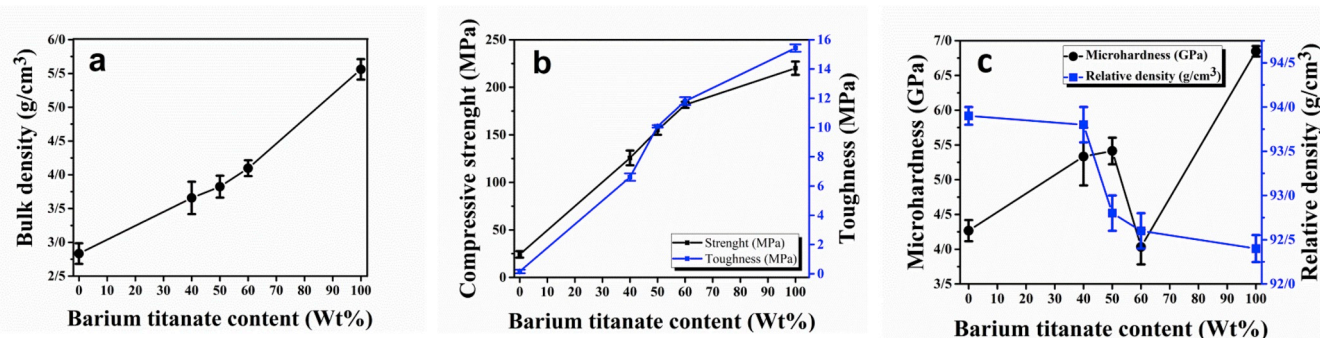 a
Bulk density (g/cm³)
6/0
5/5
5/0
4/5
4/0
3/5
3/0
2/5
0 10 20 30 40 50 60 70 80 90 100
Barium titanate content (Wt%)
b
Compressive strenght (MPa)
250
200
150
100
50
0
Strenght (MPa)
Toughness (MPa)
16
14
12
10
8
6
4
2
0
Toughness (MPa)
0 10 20 30 40 50 60 70 80 90 100
Barium titanate content (Wt%)
c
Microhardness (GPa)
7/0
6/5
6/0
5/5
5/0
4/5
4/0
3/5
Microhardness (GPa)
Relative density (g/cm³)
94/5
94/0
93/5
93/0
92/5
92/0
Relative density (g/cm³)
0 10 20 30 40 50 60 70 80 90 100
Barium titanate content (Wt%)